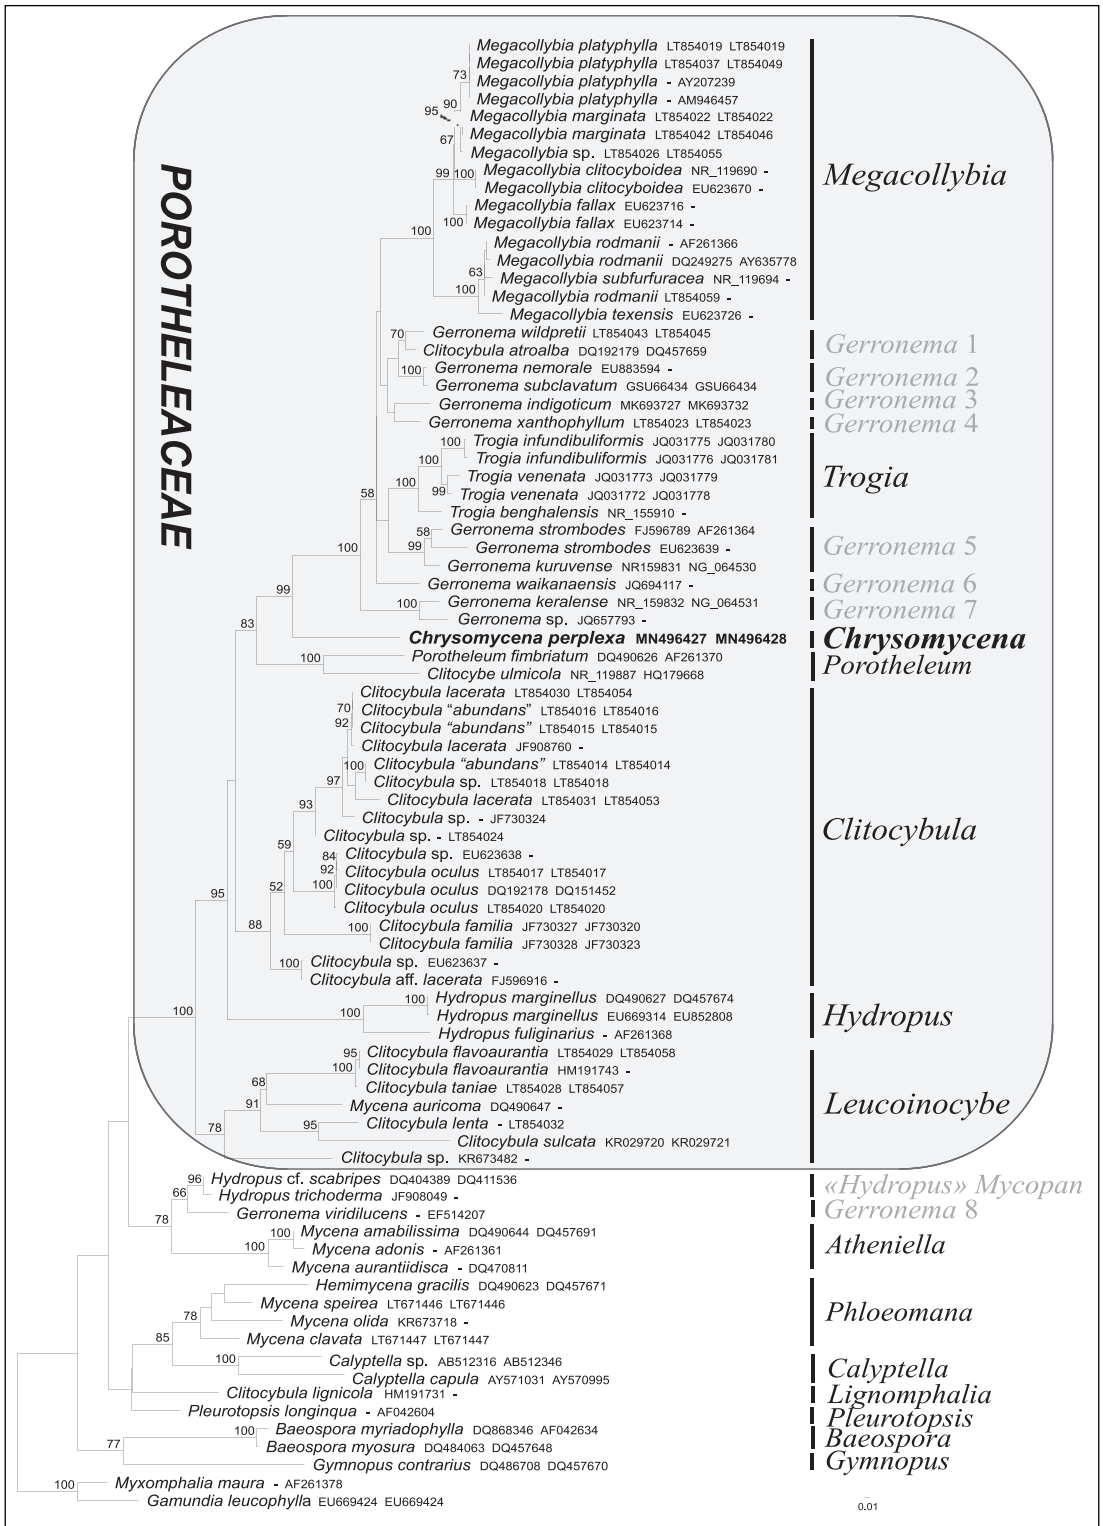 POROTHELEACEAE
Megacollybia platyphylla LT854019 LT854019
Megacollybia platyphylla LT854037 LT854049
73
Megacollybia platyphylla - AY207239
90
Megacollybia platyphylla - AM946457
95
Megacollybia marginata LT854022 LT854022
67
Megacollybia marginata LT854042 LT854046
Megacollybia sp. LT854026 LT854055
99 100
Megacollybia clitocyboidea NR_119690 -
Megacollybia
Megacollybia clitocyboidea EU623670 -
Megacollybia fallax EU623716 -
100
Megacollybia fallax EU623714 -
100
Megacollybia rodmanii - AF261366
Megacollybia rodmanii DQ249275 AY635778
63
Megacollybia subfurfuracea NR_119694 -
100
Megacollybia rodmanii LT854059 -
Megacollybia texensis EU623726 -
70
Gerronema wildpretii LT854043 LT854045
Gerronema 1
Clitocybula atroalba DQ192179 DQ457659
100
Gerronema nemorale EU883594 -
Gerronema 2
Gerronema subclavatum GSU66434 GSU66434
Gerronema indigoticum MK693727 MK693732
Gerronema 3
Gerronema xanthophyllum LT854023 LT854023
Gerronema 4
100
Trogia infundibuliformis JQ031775 JQ031780
100
Trogia infundibuliformis JQ031776 JQ031781
Trogia venenata JQ031773 JQ031779
Trogia
100
99
Trogia venenata JQ031772 JQ031778
58
Trogia benghalensis NR_155910 -
58
Gerronema strombodes FJ596789 AF261364
99
Gerronema strombodes EU623639 -
Gerronema 5
100
Gerronema kuruvense NR159831 NG_064530
Gerronema waikanaensis JQ694117 -
Gerronema 6
99
100
Gerronema keralense NR_159832 NG_064531
Gerronema 7
Gerronema sp. JQ657793 -
83
Chrysomycena perplexa MN496427 MN496428
Chrysomycena
100
Porotheleum fimbriatum DQ490626 AF261370
Porotheleum
Clitocybe ulmicola NR_119887 HQ179668
Clitocybula lacerata LT854030 LT854054
70
Clitocybula "abundans" LT854016 LT854016
92
Clitocybula "abundans" LT854015 LT854015
Clitocybula lacerata JF908760 -
100
Clitocybula "abundans" LT854014 LT854014
97
Clitocybula sp. LT854018 LT854018
Clitocybula lacerata LT854031 LT854053
93
Clitocybula sp. - JF730324
Clitocybula
Clitocybula sp. - LT854024
59
84
Clitocybula sp. EU623638 -
92
Clitocybula oculus LT854017 LT854017
52
100
Clitocybula oculus DQ192178 DQ151452
95
Clitocybula oculus LT854020 LT854020
88
100
Clitocybula familia JF730327 JF730320
Clitocybula familia JF730328 JF730323
100
Clitocybula sp. EU623637 -
Clitocybula aff. lacerata FJ596916 -
100
Hydropus marginellus DQ490627 DQ457674
100
100
Hydropus marginellus EU669314 EU852808
Hydropus
Hydropus fuliginarius - AF261368
95
Clitocybula flavoaurantia LT854029 LT854058
100
Clitocybula flavoaurantia HM191743 -
68
Clitocybula taniae LT854028 LT854057
91
Mycena auricoma DQ490647 -
Leucoinocybe
78
95
Clitocybula lenta - LT854032
Clitocybula sulcata KR029720 KR029721
Clitocybula sp. KR673482 -
96
Hydropus cf. scabripes DQ404389 DQ411536
«Hydropus» Mycopan
66
Hydropus trichoderma JF908049 -
78
Gerronema viridilucens - EF514207
Gerronema 8
100
Mycena amabilissima DQ490644 DQ457691
100
Mycena adonis - AF261361
Atheniella
Mycena aurantiidisca - DQ470811
Hemimycena gracilis DQ490623 DQ457671
Mycena speirea LT671446 LT671446
Phloeomana
78
Mycena olida KR673718 -
85
Mycena clavata LT671447 LT671447
100
Calyptella sp. AB512316 AB512346
Calyptella
Calyptella capula AY571031 AY570995
Clitocybula lignicola HM191731 -
Lignomphalia
Pleurotopsis longinqua - AF042604
Pleurotopsis
77
100
Baeospora myriadophylla DQ868346 AF042634
Baeospora
Baeospora myosura DQ484063 DQ457648
Gymnopus contrarius DQ486708 DQ457670
Gymnopus
100
Myxomphalia maura - AF261378
Gamundia leucophylla EU669424 EU669424
0.01